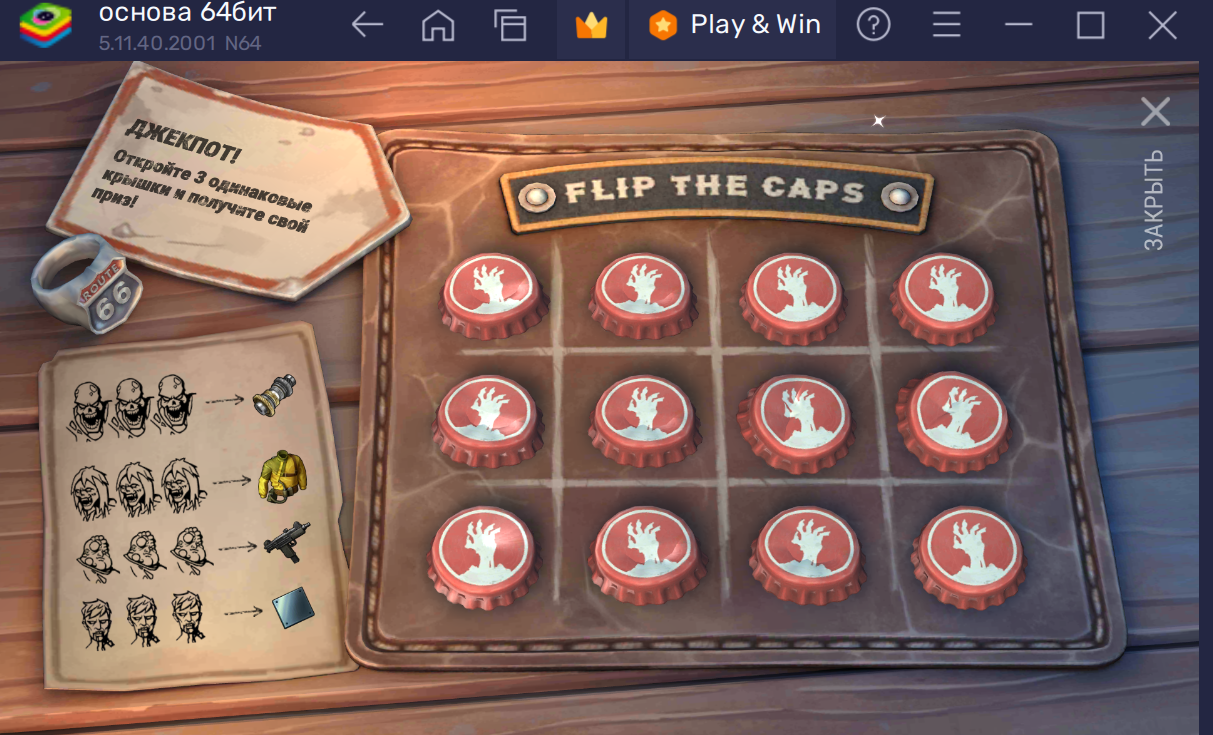 основа 64бит
5.11.40.2001 N64
Play & Win
ДЖЕКПОТ!
Откройте 3 одинаковые
крышки и получите свой
приз!
FLIP THE CAPS
ЗАКРЫТЬ
ROUTE
66